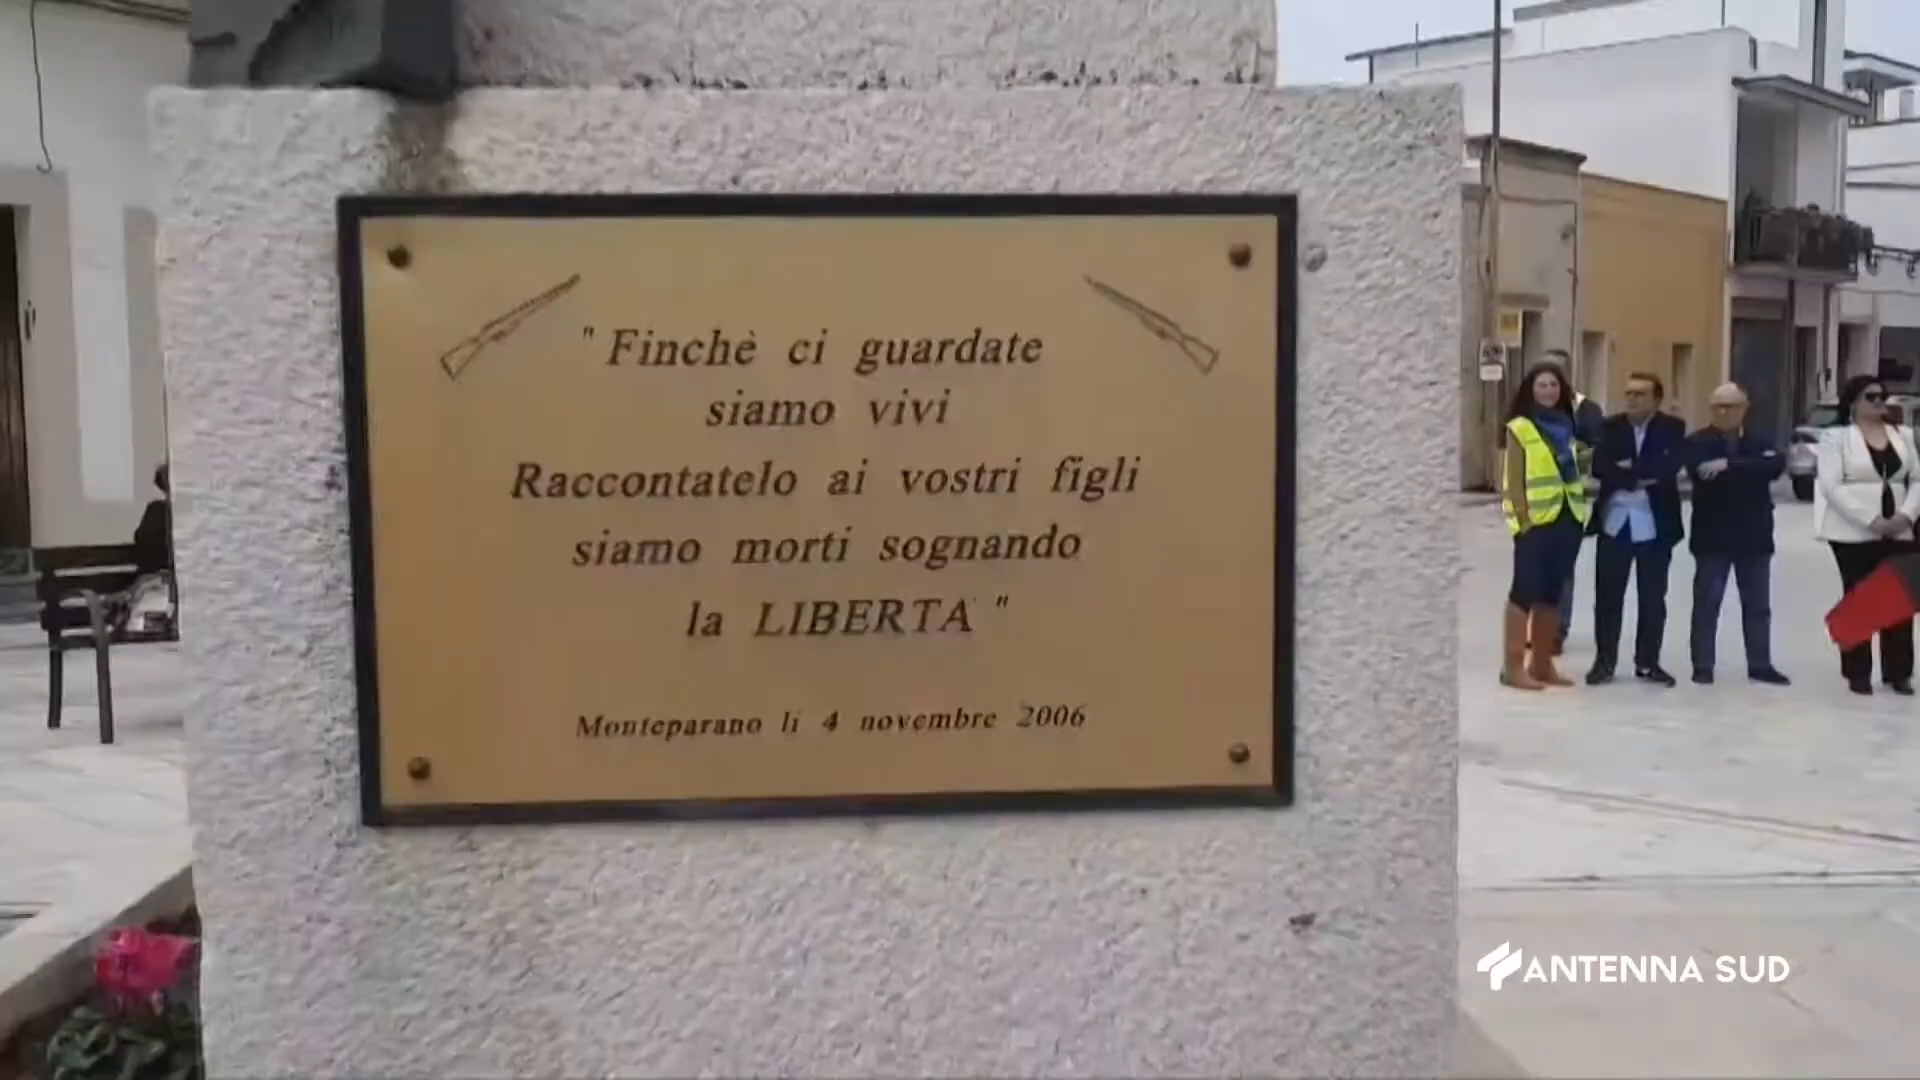 " Finchè ci guardate
siamo vivi
Raccontatelo ai vostri figli
siamo morti sognando
la LIBERTA' "
Monteparano li 4 novembre 2006
ANTENNA SUD